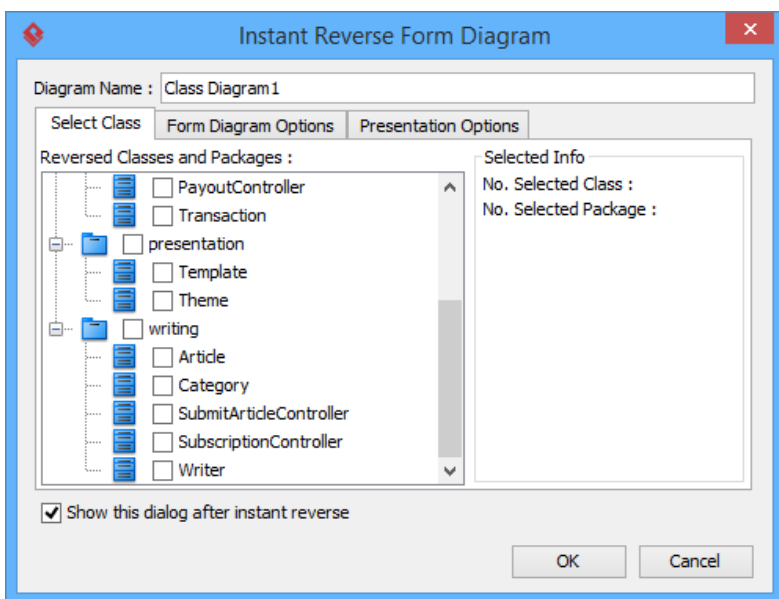 Instant Reverse Form Diagram
Diagram Name : Class Diagram1
Select Class Form Diagram Options Presentation Options
Reversed Classes and Packages :
PayoutController
Transaction
presentation
Template
Theme
writing
Article
Category
SubmitArticleController
SubscriptionController
Writer
Selected Info
No. Selected Class :
No. Selected Package :
Show this dialog after instant reverse
OK Cancel